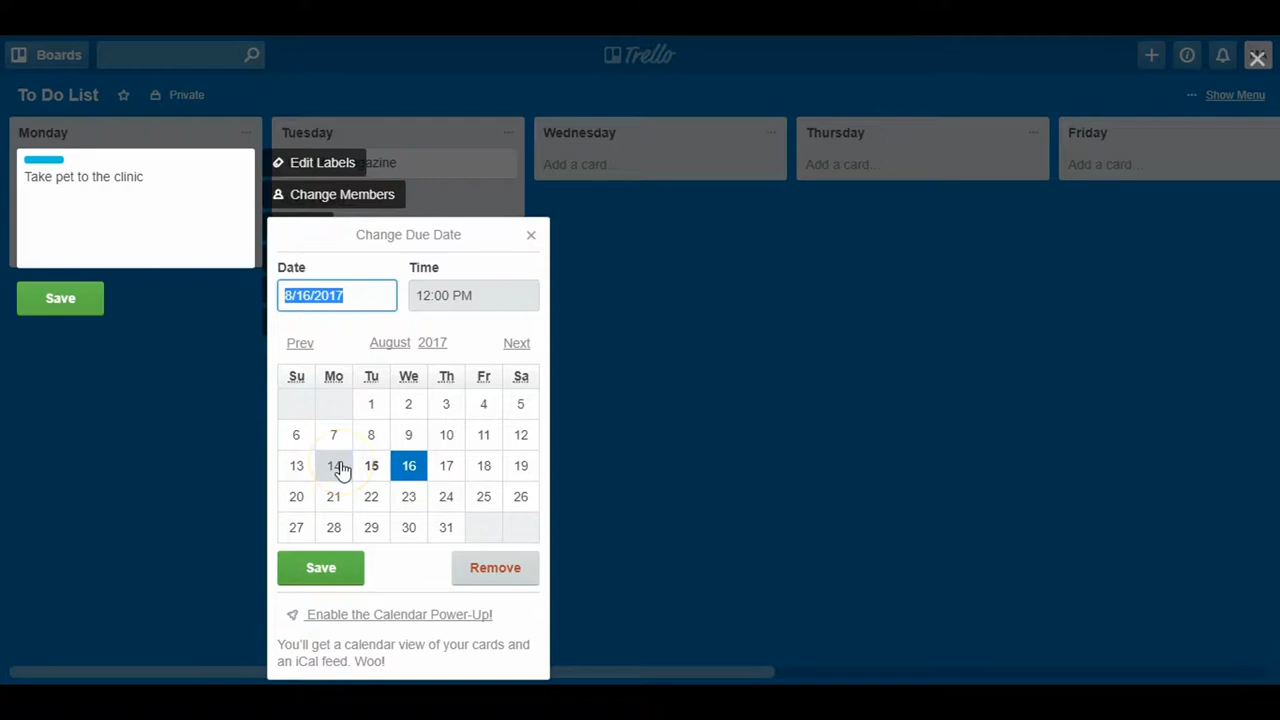 Boards
Trello
To Do List
Private
... Show Menu
Monday ...
Tuesday ...
Wednesday ...
Thursday ...
Friday
Take pet to the clinic
Edit Labels
azine
Add a card...
Add a card...
Add a card...
Change Members
Save
Change Due Date
Date Time
8/16/2017 12:00 PM
Prev August 2017 Next
Su Mo Tu We Th Fr Sa
1 2 3 4 5
6 7 8 9 10 11 12
13 14 15 16 17 18 19
20 21 22 23 24 25 26
27 28 29 30 31
Save Remove
Enable the Calendar Power-Up!
You'll get a calendar view of your cards and
an iCal feed. Woo!